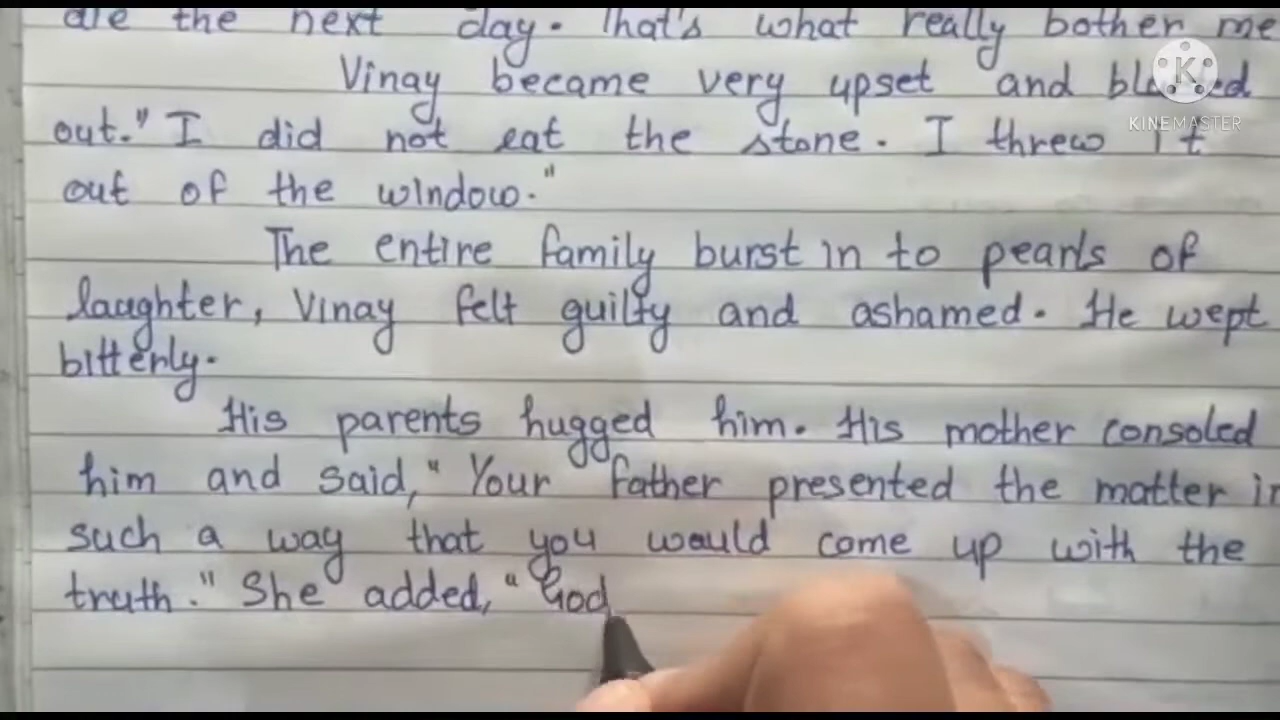 die the next day. That's what really bother me
Vinay became very upset and
out." I did not eat the stone. I threw it
out of the window."
The entire family burst in to pearls of
laughter, Vinay felt guilty and ashamed. He wept
bitterly.
His parents hugged him. His mother consoled
him and said, " Your father presented the matter in
such a way that you would come up with the
truth." She added, " God
KINEMASTER